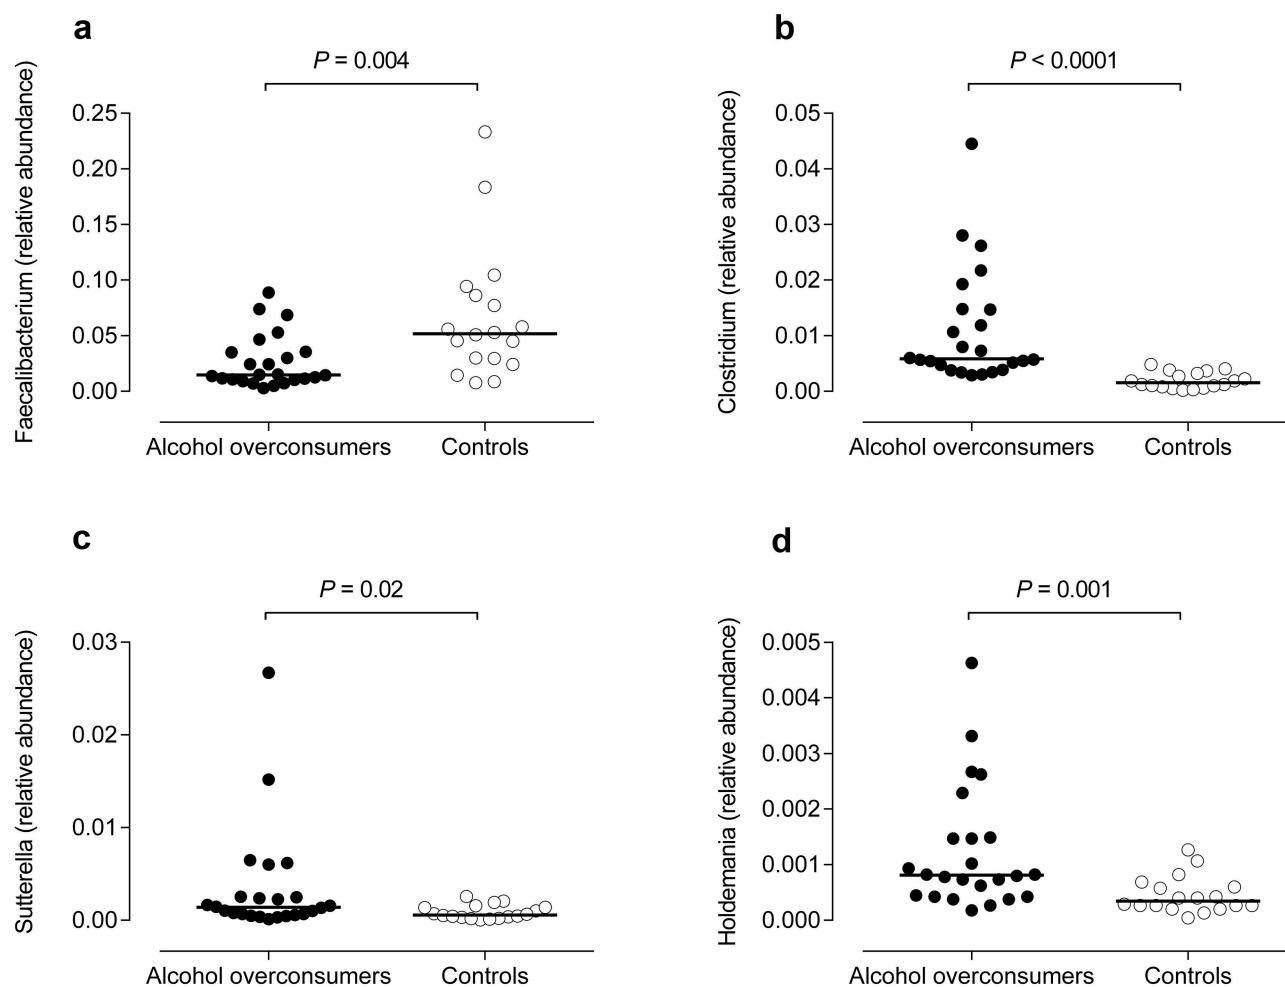 a
P = 0.004
Faecalibacterium (relative abundance)
0.25
0.20
0.15
0.10
0.05
0.00
Alcohol overconsumers
Controls
b
P < 0.0001
Clostridium (relative abundance)
0.05
0.04
0.03
0.02
0.01
0.00
Alcohol overconsumers
Controls
c
P = 0.02
Sutterella (relative abundance)
0.03
0.02
0.01
0.00
Alcohol overconsumers
Controls
d
P = 0.001
Holdemania (relative abundance)
0.005
0.004
0.003
0.002
0.001
0.000
Alcohol overconsumers
Controls